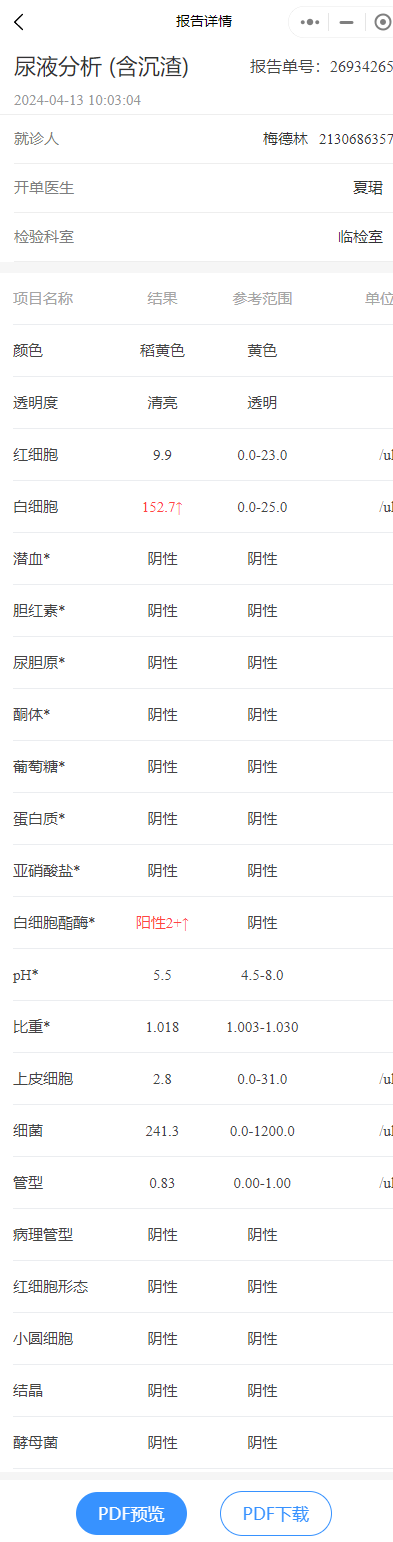 报告详情
尿液分析 (含沉渣) 报告单号：26934265
2024-04-13 10:03:04
就诊人 梅德林 2130686357
开单医生 夏珺
检验科室 临检室
项目名称 结果 参考范围 单位
颜色 稻黄色 黄色
透明度 清亮 透明
红细胞 9.9 0.0-23.0 /ul
白细胞 152.7↑ 0.0-25.0 /ul
潜血* 阴性 阴性
胆红素* 阴性 阴性
尿胆原* 阴性 阴性
酮体* 阴性 阴性
葡萄糖* 阴性 阴性
蛋白质* 阴性 阴性
亚硝酸盐* 阴性 阴性
白细胞酯酶* 阳性2+↑ 阴性
pH* 5.5 4.5-8.0
比重* 1.018 1.003-1.030
上皮细胞 2.8 0.0-31.0 /ul
细菌 241.3 0.0-1200.0 /ul
管型 0.83 0.00-1.00 /ul
病理管型 阴性 阴性
红细胞形态 阴性 阴性
小圆细胞 阴性 阴性
结晶 阴性 阴性
酵母菌 阴性 阴性
PDF预览 PDF下载